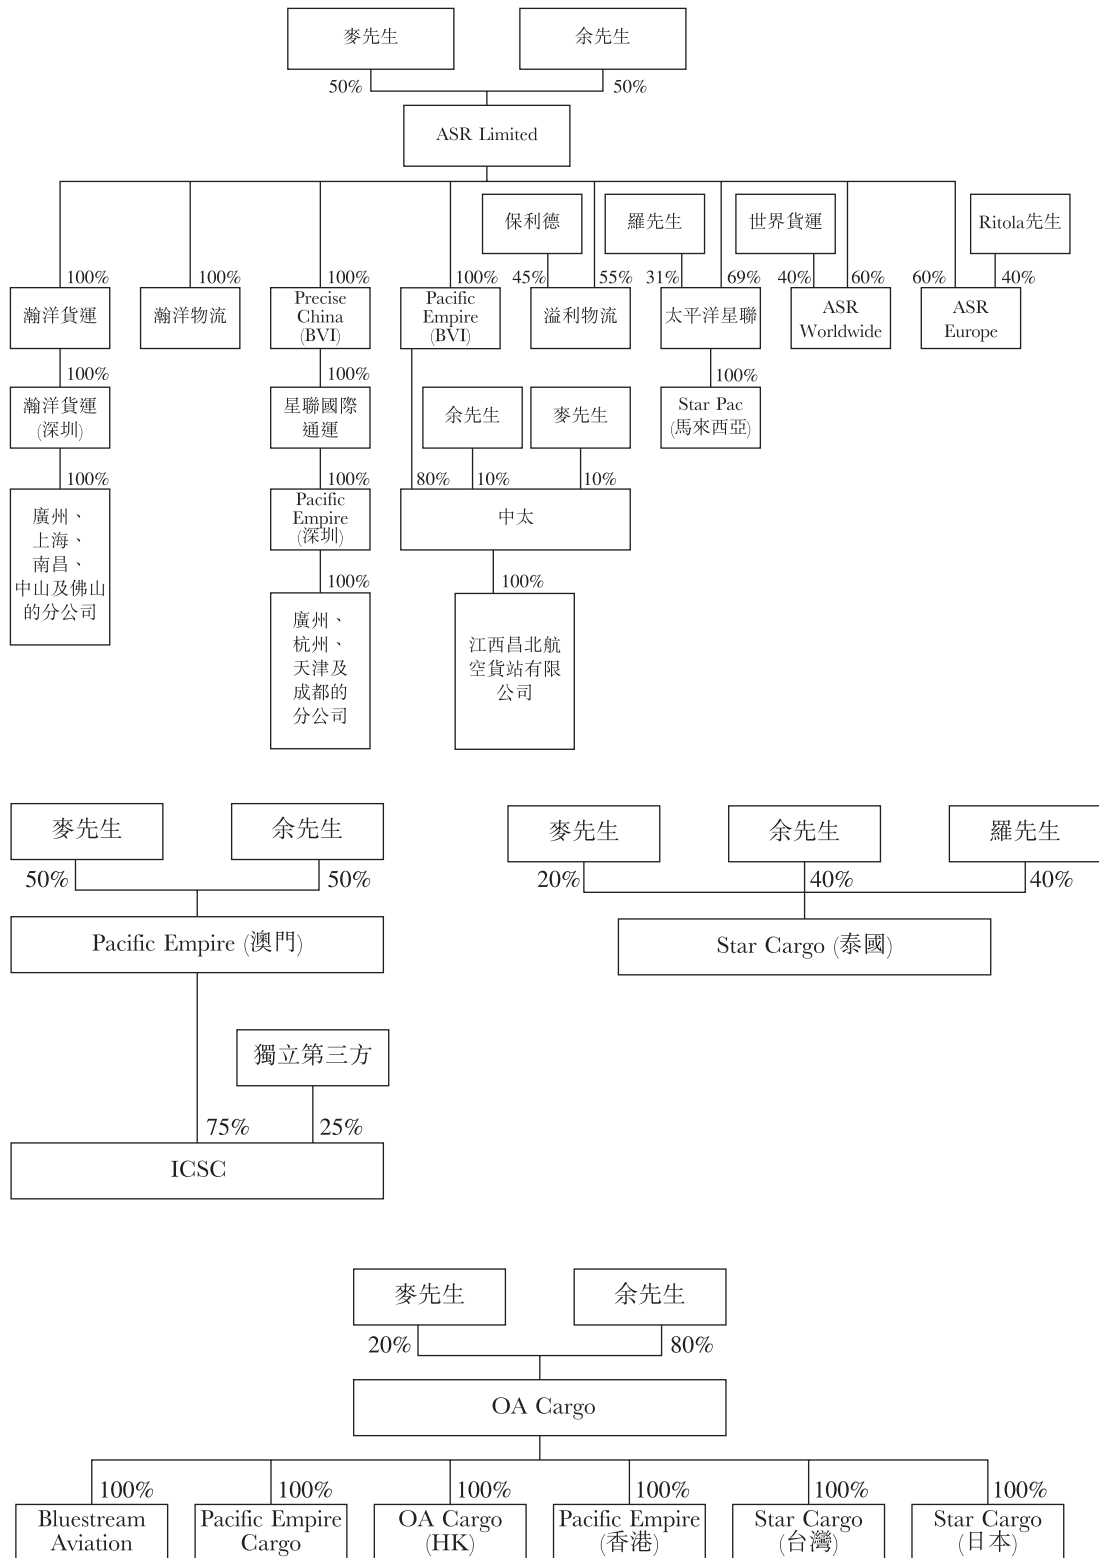 麥先生
余先生
50%
50%
ASR Limited
保利德
羅先生
世界貨運
Ritola先生
100%
100%
100%
100%
45%
55%
31%
69%
40%
60%
60%
40%
瀚洋貨運
瀚洋物流
Precise
China
(BVI)
Pacific
Empire
(BVI)
溢利物流
太平洋星聯
ASR
Worldwide
ASR
Europe
100%
100%
100%
瀚洋貨運
(深圳)
星聯國際
通運
余先生
麥先生
Star Pac
(馬來西亞)
100%
100%
80%
10%
10%
廣州、
上海、
南昌、
中山及佛山
的分公司
Pacific
Empire
(深圳)
中太
100%
100%
廣州、
杭州、
天津及
成都的
分公司
江西昌北航
空貨站有限
公司
麥先生
余先生
50%
50%
Pacific Empire (澳門)
獨立第三方
75%
25%
ICSC
麥先生
余先生
羅先生
20%
40%
40%
Star Cargo (泰國)
麥先生
余先生
20%
80%
OA Cargo
100%
100%
100%
100%
100%
100%
Bluestream
Aviation
Pacific Empire
Cargo
OA Cargo
(HK)
Pacific Empire
(香港)
Star Cargo
(台灣)
Star Cargo
(日本)